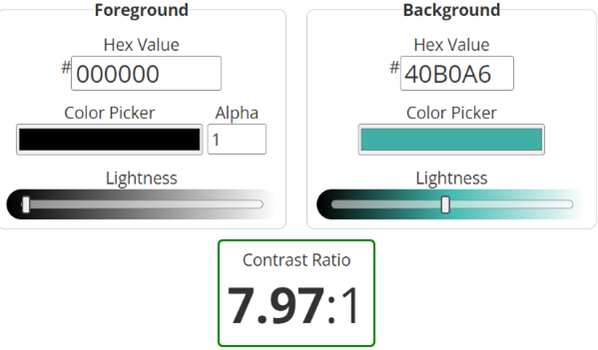 Foreground
Hex Value
#000000
Color Picker
Alpha
1
Lightness
Background
Hex Value
#40B0A6
Color Picker
Lightness
Contrast Ratio
7.97:1